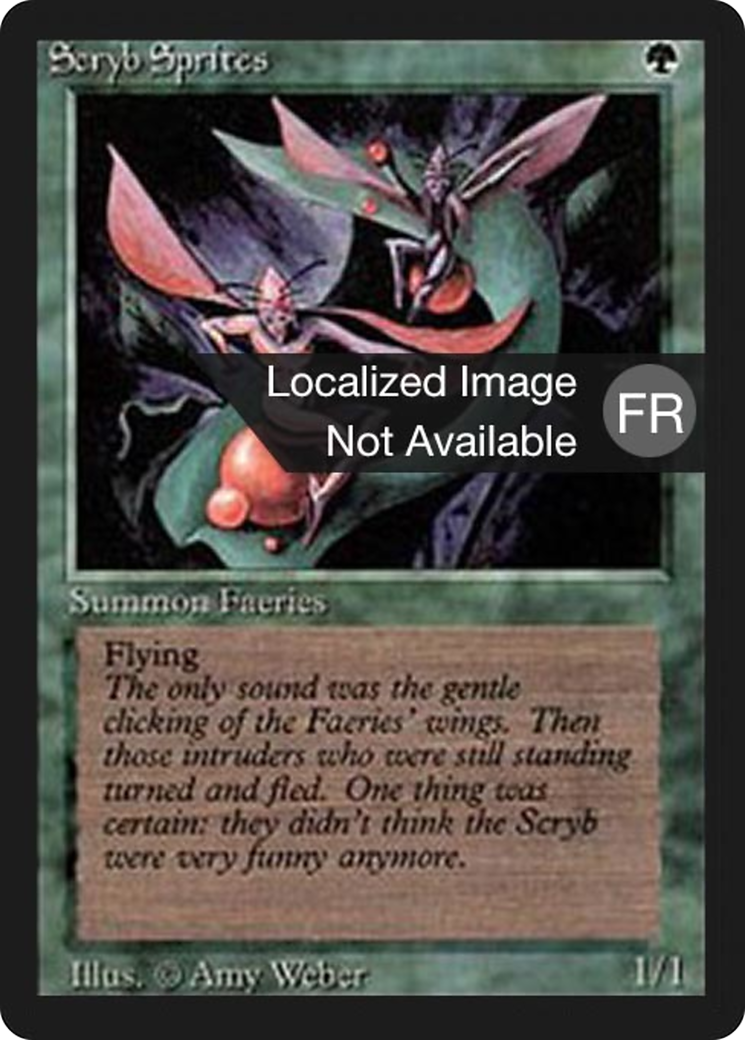 Scryb Sprites
Localized Image
Not Available
FR
Summon Faeries
Flying
The only sound was the gentle
clicking of the Faeries' wings. Then
those intruders who were still standing
turned and fled. One thing was
certain: they didn't think the Scryb
were very funny anymore.
Illus. © Amy Weber
1/1